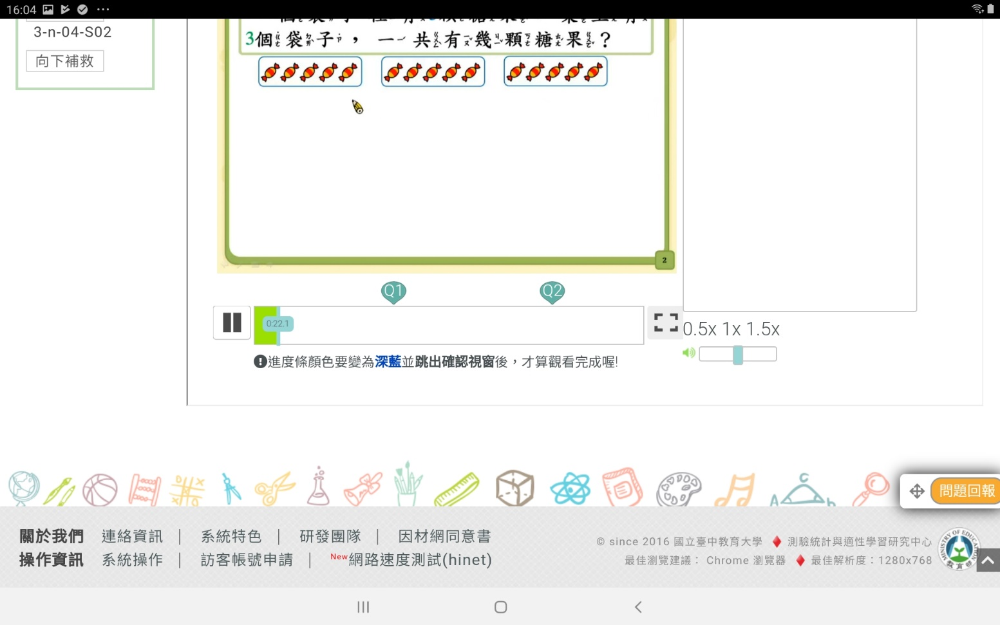 16:04
3-n-04-S02
向下補救
3個袋子，一共有幾顆糖果？
2
Q1
Q2
0:22.1
0.5x 1x 1.5x
進度條顏色要變為深藍並跳出確認視窗後，才算觀看完成喔!
問題回報
關於我們 連絡資訊 | 系統特色 | 研發團隊 | 因材網同意書
操作資訊 系統操作 | 訪客帳號申請 | New網路速度測試(hinet)
© since 2016 國立臺中教育大學 ♦ 測驗統計與適性學習研究中心
最佳瀏覽建議： Chrome 瀏覽器 ♦ 最佳解析度：1280x768
MINISTRY OF EDUCATION
教育部